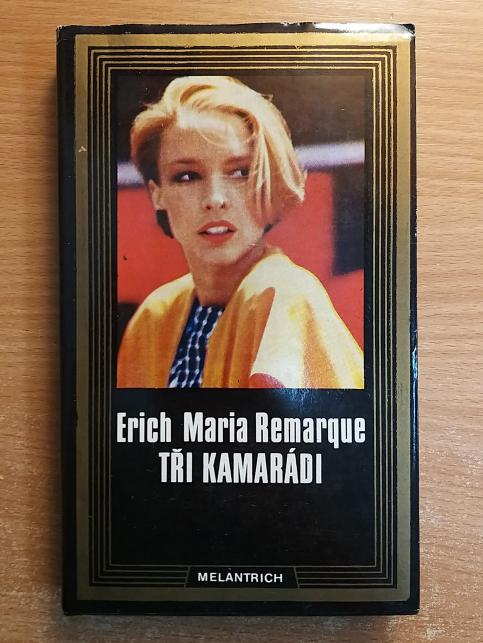 Erich Maria Remarque
TŘI KAMARÁDI
MELANTRICH